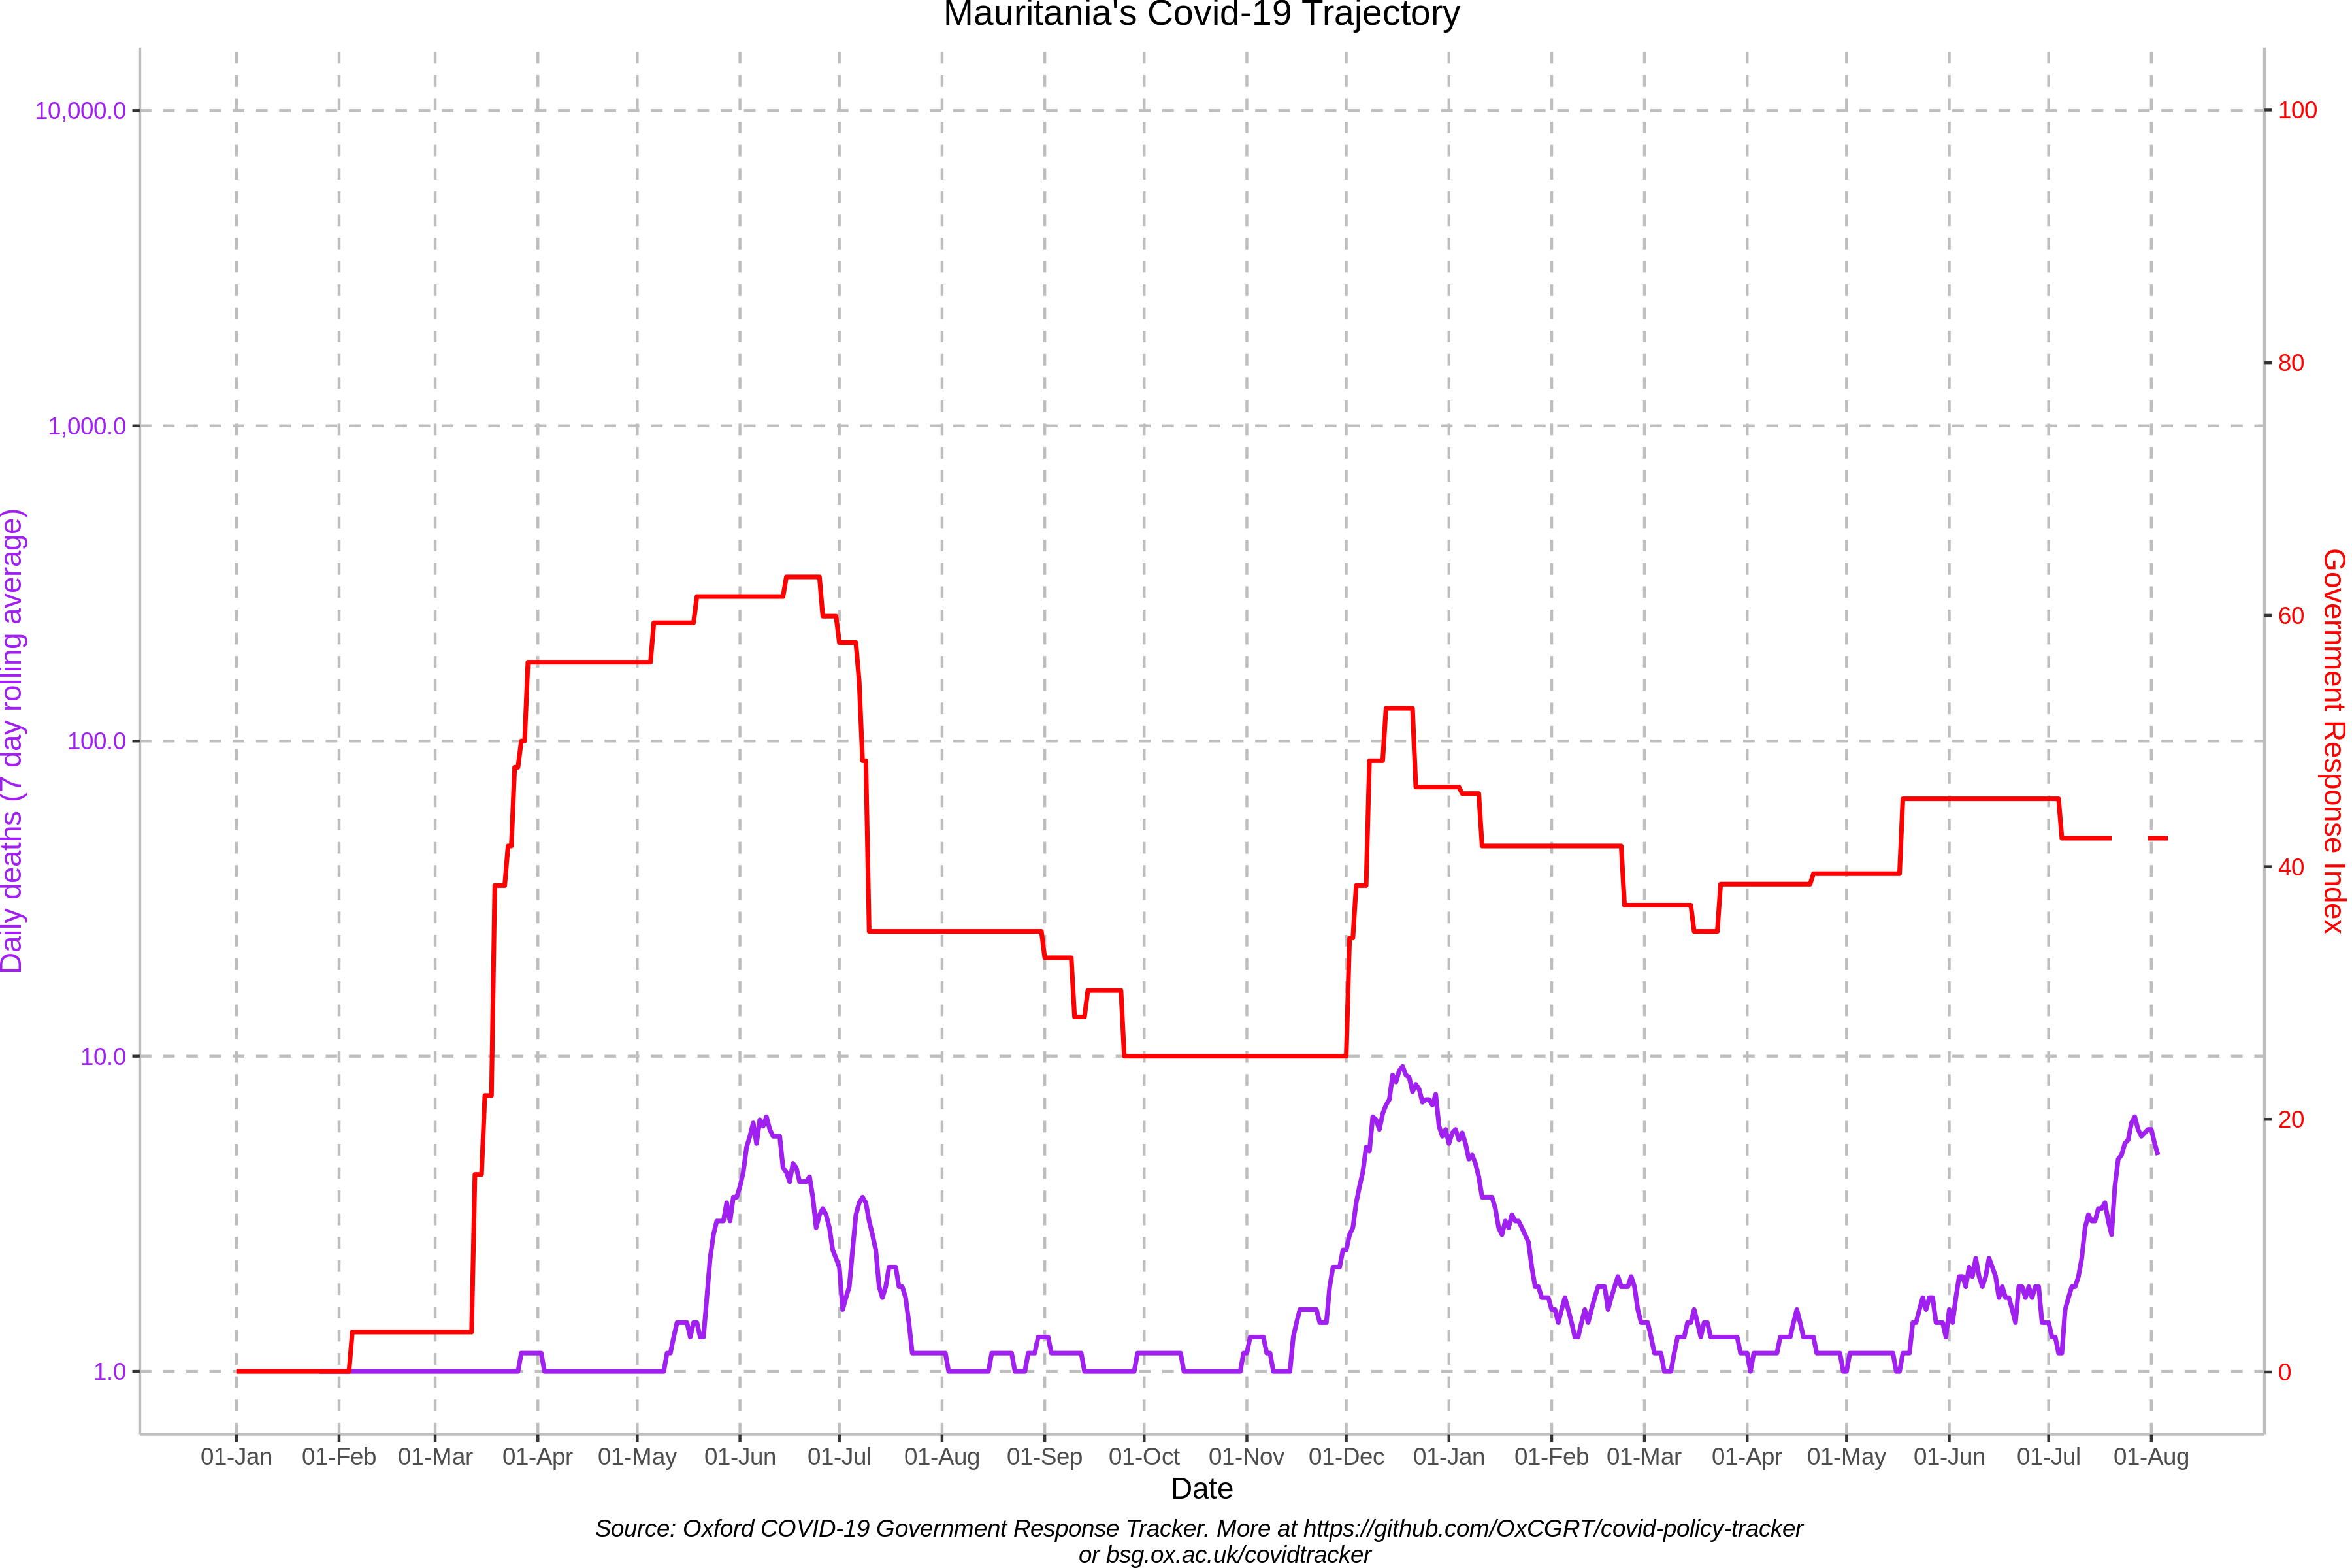 Mauritania's Covid-19 Trajectory
10,000.0
1,000.0
100.0
10.0
1.0
Daily deaths (7 day rolling average)
100
80
60
40
20
0
Government Response Index
01-Jan 01-Feb 01-Mar 01-Apr 01-May 01-Jun 01-Jul 01-Aug 01-Sep 01-Oct 01-Nov 01-Dec 01-Jan 01-Feb 01-Mar 01-Apr 01-May 01-Jun 01-Jul 01-Aug
Date
Source: Oxford COVID-19 Government Response Tracker. More at https://github.com/OxCGRT/covid-policy-tracker
or bsg.ox.ac.uk/covidtracker